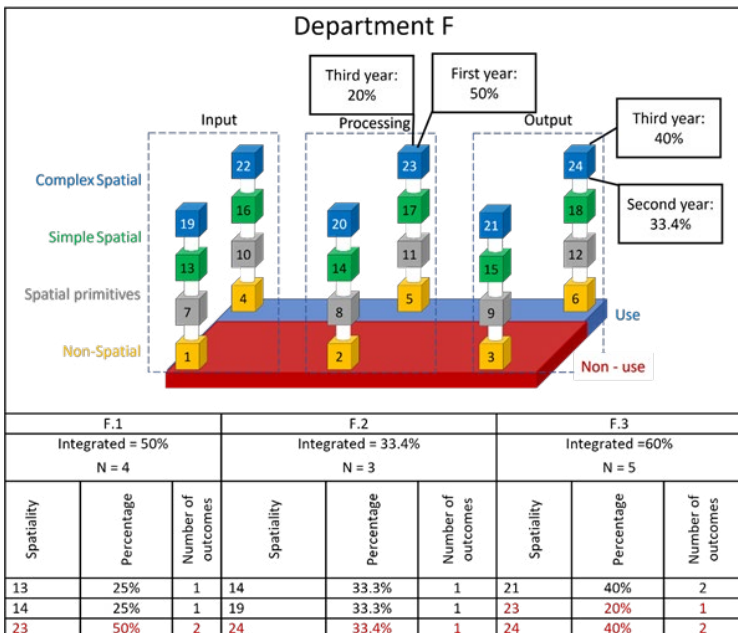 Department F
Third year:
20%
First year:
50%
Input
Processing
Output
Third year:
40%
Second year:
33.4%
Complex Spatial
Simple Spatial
Spatial primitives
Non-Spatial
22
23
24
19
16
20
17
21
18
13
10
14
11
15
12
7
4
8
5
9
6
1
2
3
Use
Non - use
F.1 F.2 F.3
Integrated = 50% Integrated = 33.4% Integrated =60%
N = 4 N = 3 N = 5
Spatiality Percentage Number of outcomes Spatiality Percentage Number of outcomes Spatiality Percentage Number of outcomes
13 25% 1 14 33.3% 1 21 40% 2
14 25% 1 19 33.3% 1 23 20% 1
23 50% 2 24 33.4% 1 24 40% 2